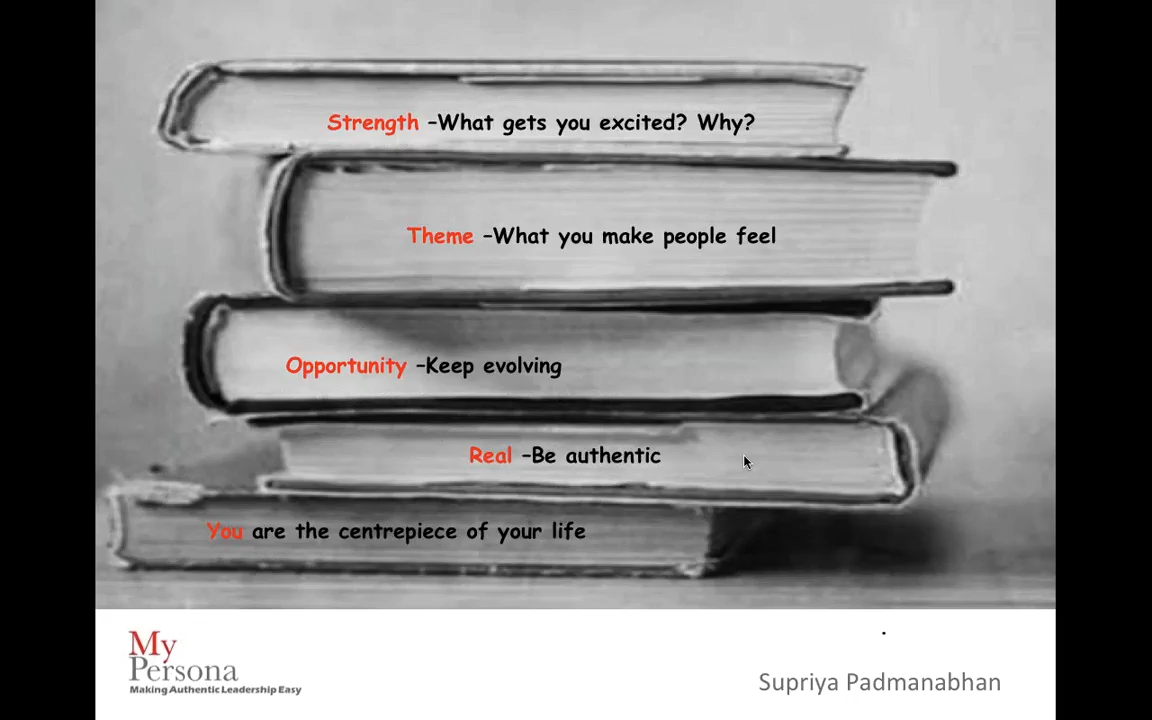 Strength -What gets you excited? Why?
Theme -What you make people feel
Opportunity -Keep evolving
Real -Be authentic
You are the centrepiece of your life
My
Persona
Making Authentic Leadership Easy
Supriya Padmanabhan